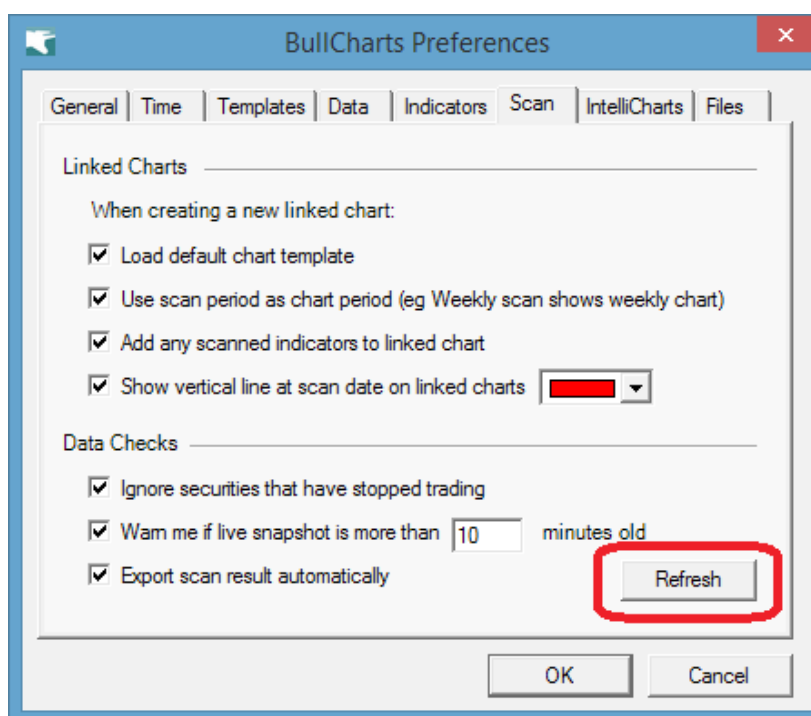 BullCharts Preferences
General Time Templates Data Indicators Scan IntelliCharts Files
Linked Charts
When creating a new linked chart:
Load default chart template
Use scan period as chart period (eg Weekly scan shows weekly chart)
Add any scanned indicators to linked chart
Show vertical line at scan date on linked charts
Data Checks
Ignore securities that have stopped trading
Warn me if live snapshot is more than 10 minutes old
Export scan result automatically Refresh
OK Cancel